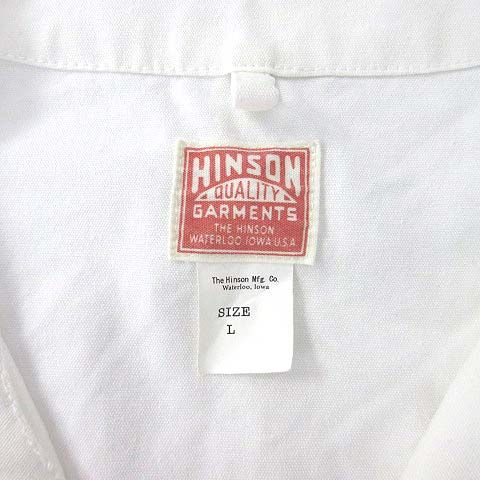 HINSON
QUALITY
GARMENTS
THE HINSON
WATERLOO IOWA U.S.A
The Hinson Mfg. Co.
Waterloo, Iowa
SIZE
L